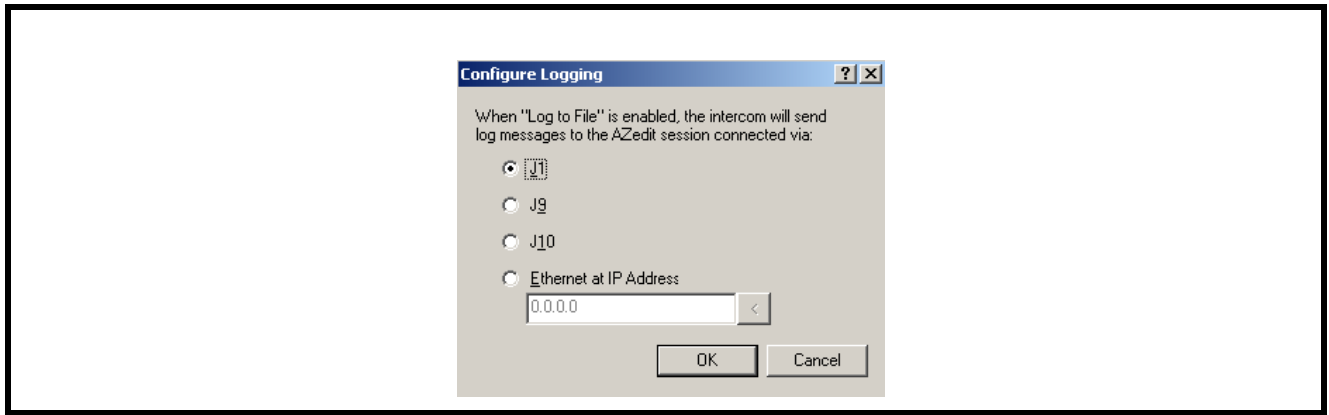 Configure Logging
When "Log to File" is enabled, the intercom will send
log messages to the AZedit session connected via:
J1
J9
J10
Ethernet at IP Address
0.0.0.0
<
OK Cancel